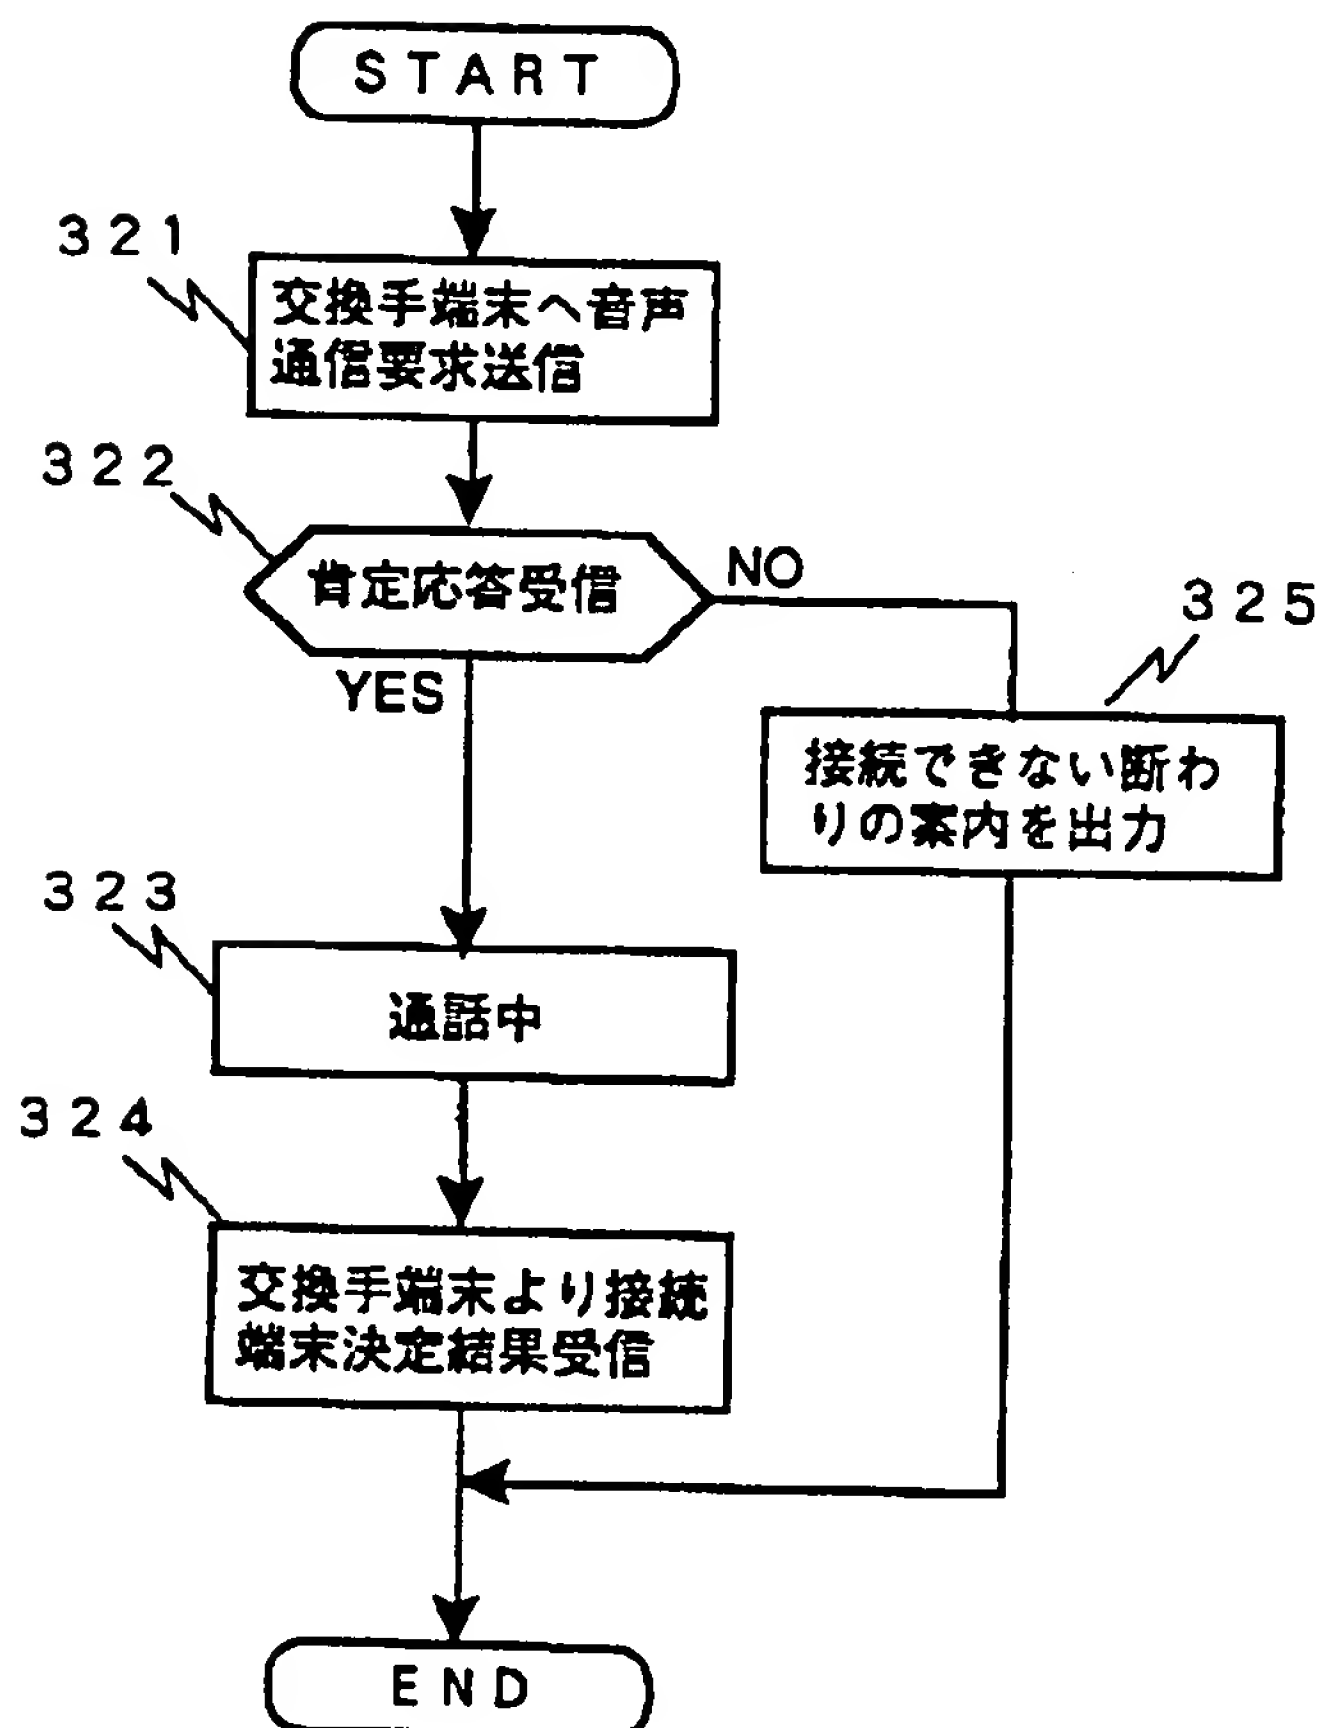 START
321
交換手端末へ音声
通信要求送信
322
肯定応答受信
NO
YES
325
接続できない断わ
りの案内を出力
323
通話中
324
交換手端末より接続
端末決定結果受信
END